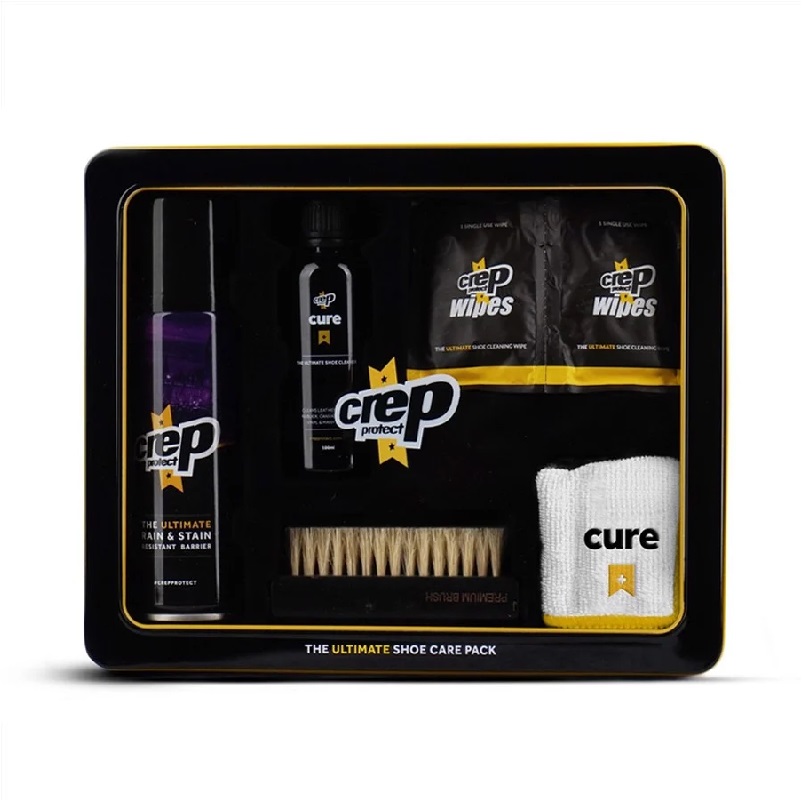 crep
protect
THE ULTIMATE
RAIN & STAIN
RESISTANT BARRIER
#CREPPROTECT
crep
protect
cure
THE ULTIMATE SHOE CLEANER
100ml
crep
protect
1 SINGLE USE WIPE
crep
protect
wipes
THE ULTIMATE SHOE CLEANING WIPE
1 SINGLE USE WIPE
crep
protect
wipes
THE ULTIMATE SHOE CLEANING WIPE
PREMIUM BRUSH
cure
THE ULTIMATE SHOE CARE PACK